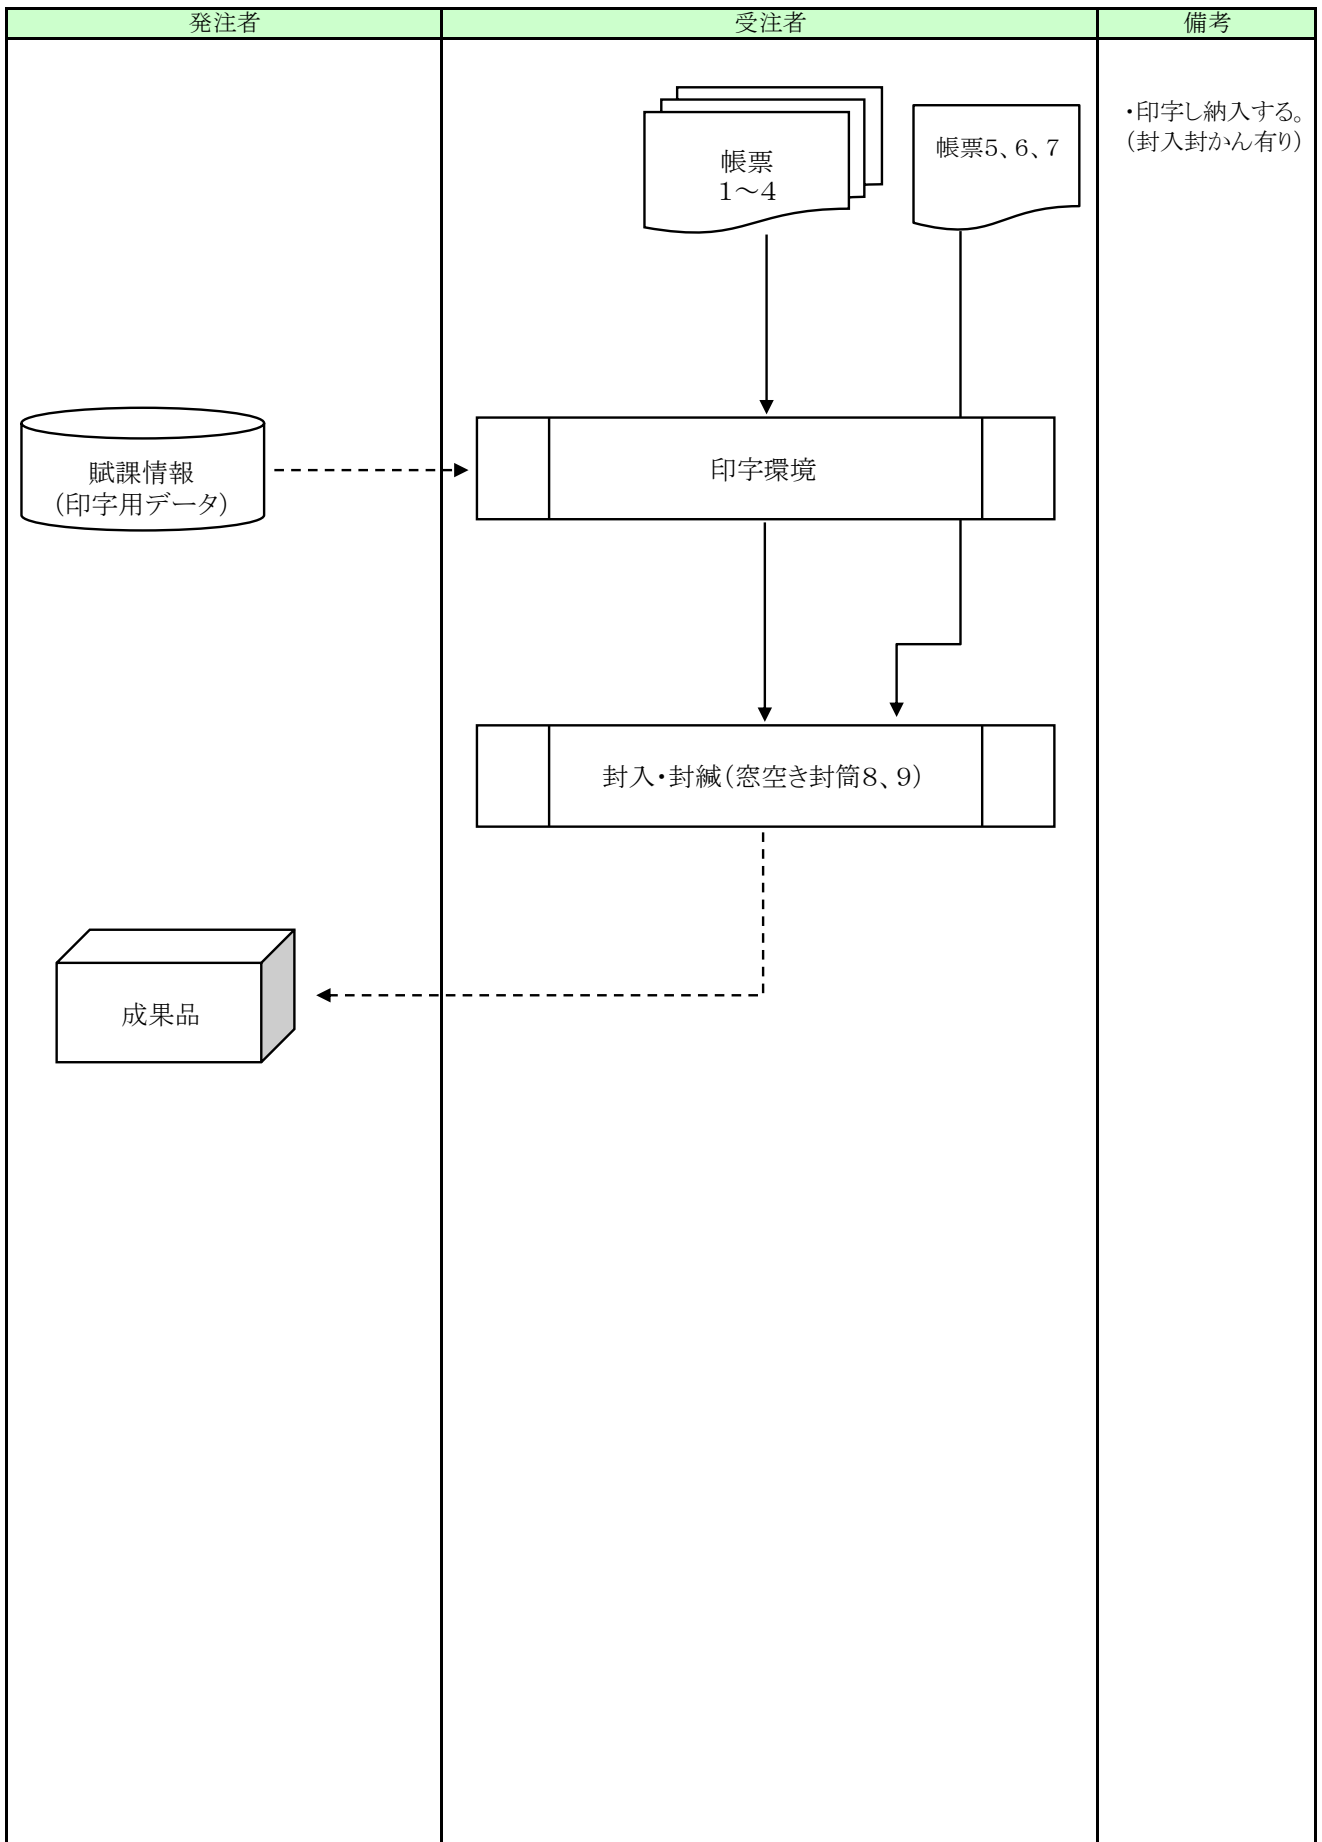 発注者
受注者
備考
帳票
１～４
帳票５、６、７
・印字し納入する。
（封入封かん有り）
賦課情報
（印字用データ）
印字環境
封入・封緘（窓空き封筒８、９）
成果品